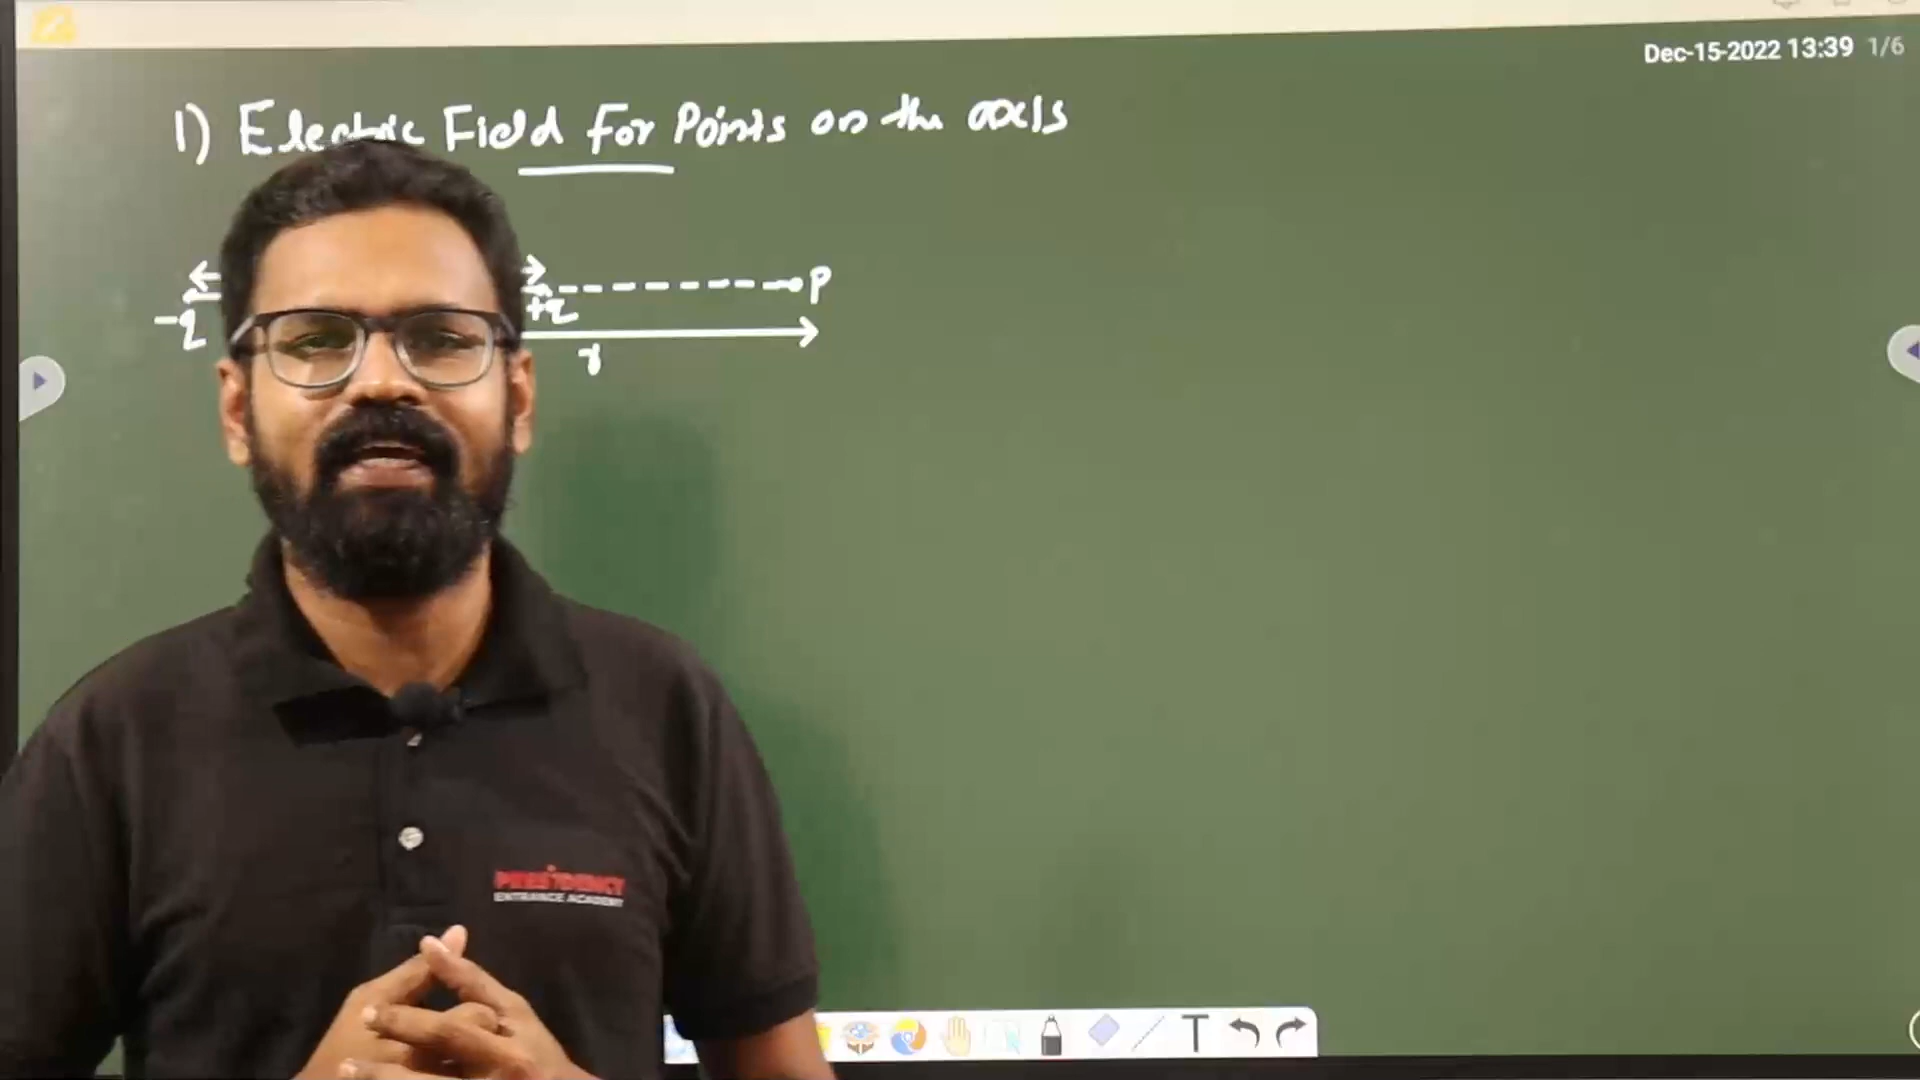 Dec-15-2022 13:39 1/6
1) Electric Field for Points on the axis
P
-q +q
r
PRESIDENCY
ENTRANCE ACADEMY
T